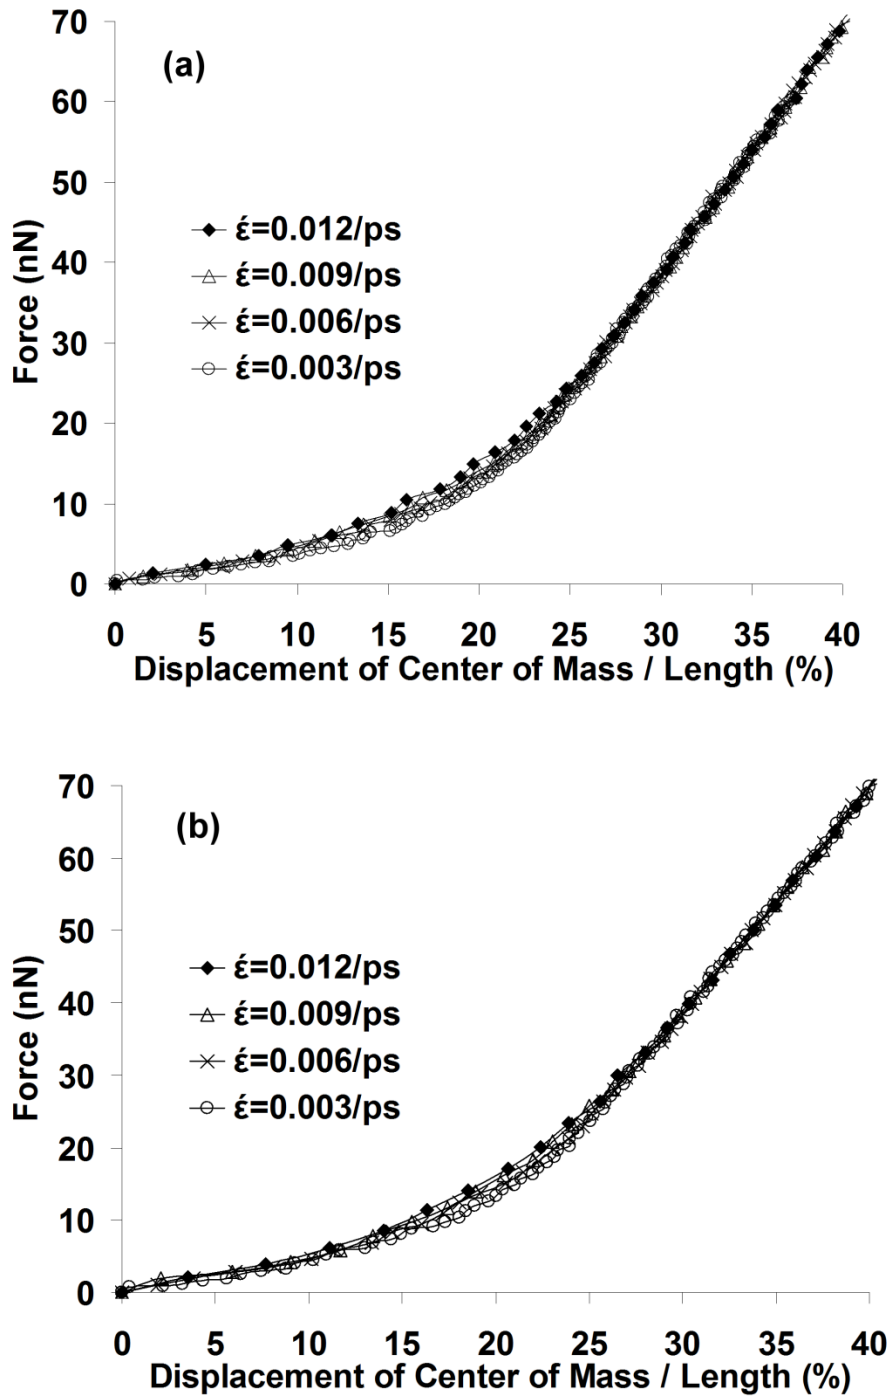 70
(a)
60
50
40
30
20
10
0
Force (nN)
ἐ=0.012/ps
ἐ=0.009/ps
ἐ=0.006/ps
ἐ=0.003/ps
0 5 10 15 20 25 30 35 40
Displacement of Center of Mass / Length (%)
70
(b)
60
50
40
30
20
10
0
Force (nN)
ἐ=0.012/ps
ἐ=0.009/ps
ἐ=0.006/ps
ἐ=0.003/ps
0 5 10 15 20 25 30 35 40
Displacement of Center of Mass / Length (%)